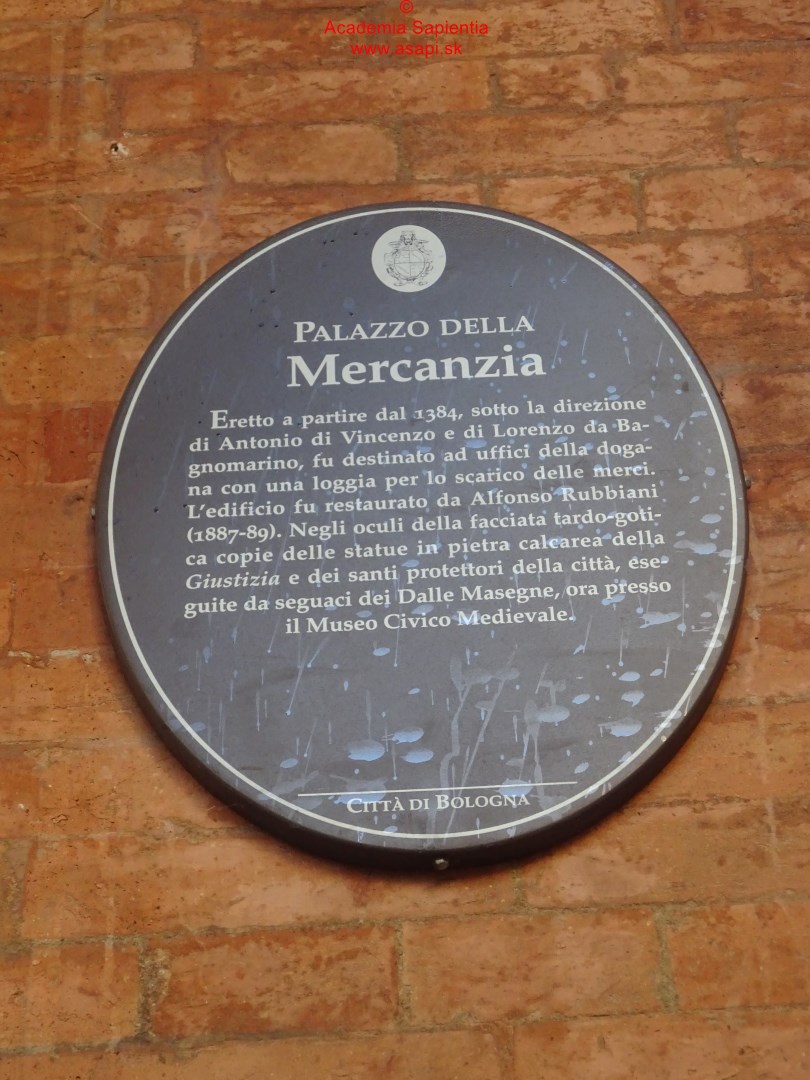 ©
Academia Sapientia
www.asapi.sk
PALAZZO DELLA
Mercanzia
Eretto a partire dal 1384, sotto la direzione
di Antonio di Vincenzo e di Lorenzo da Ba-
gnomarino, fu destinato ad uffici della doga-
na con una loggia per lo scarico delle merci.
L'edificio fu restaurato da Alfonso Rubbiani
(1887-89). Negli oculi della facciata tardo-goti-
ca copie delle statue in pietra calcarea della
Giustizia e dei santi protettori della città, ese-
guite da seguaci dei Dalle Masegne, ora presso
il Museo Civico Medievale.
CITTÀ DI BOLOGNA